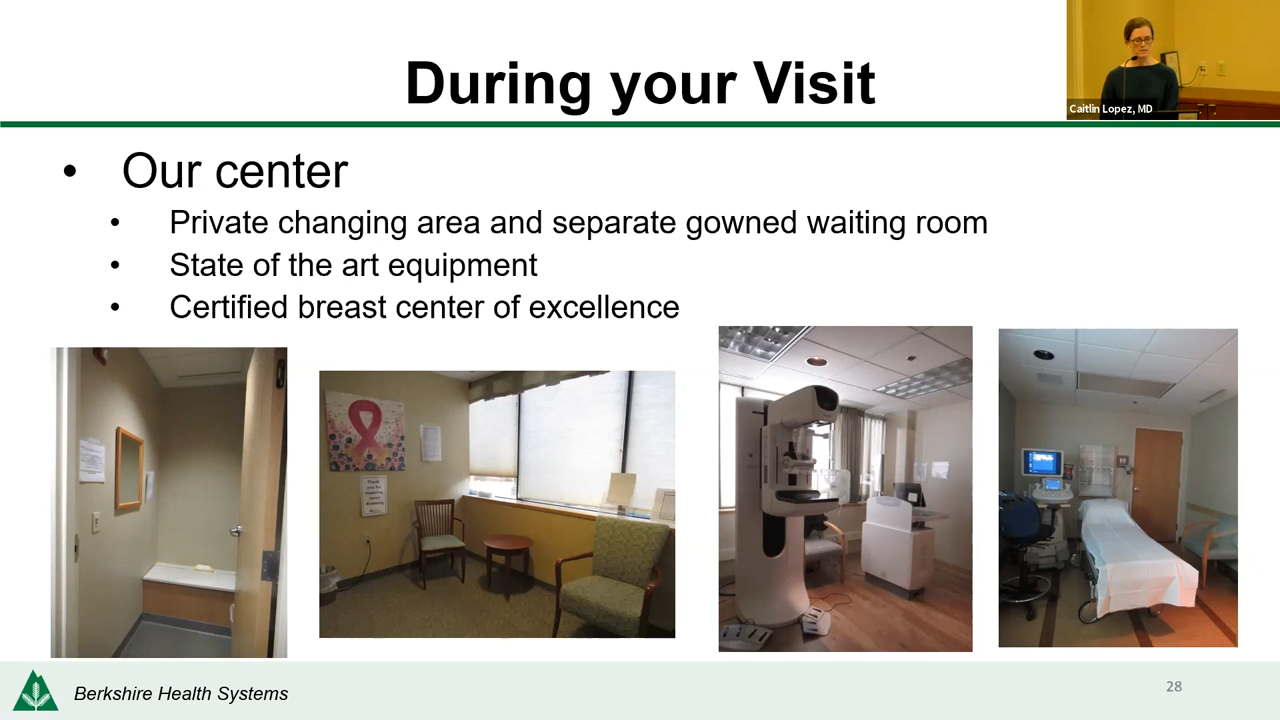 During your Visit
Caitlin Lopez, MD
• Our center
• Private changing area and separate gowned waiting room
• State of the art equipment
• Certified breast center of excellence
Berkshire Health Systems
28